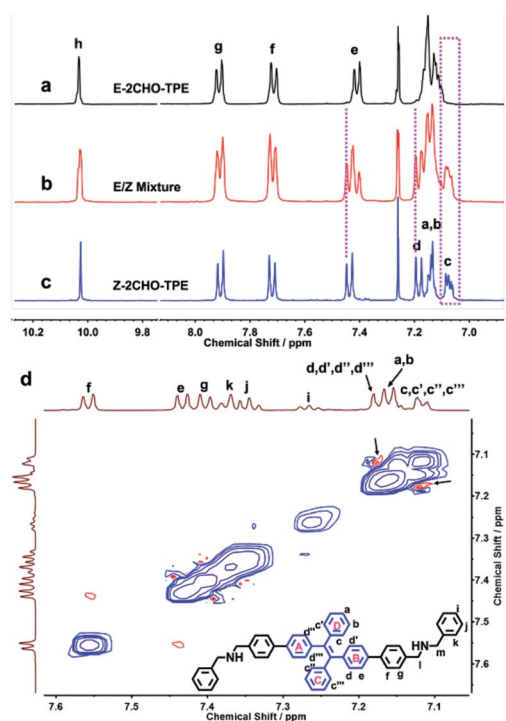 h
g
f
e
a
E-2CHO-TPE
b
E/Z Mixture
a,b
d
c
c
Z-2CHO-TPE
10.2 10.0 9.8 8.0 7.8 7.6 7.4 7.2 7.0
Chemical Shift / ppm
Chemical Shift / ppm
d
d,d',d'',d'''
a,b
f
e
g
k
j
i
c,c',c'',c'''
7.1
7.2
7.3
7.4
7.5
7.6
Chemical Shift / ppm
a
b
c'
D
c
d''
A
d'''
d'
B
c''
C
c'''
d
e
f
g
l
HN
m
i
j
k
NH
7.6 7.5 7.4 7.3 7.2 7.1
Chemical Shift / ppm